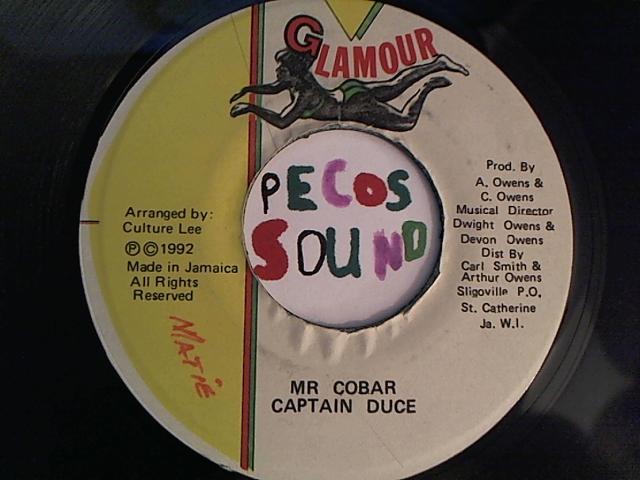 GLAMOUR
PECOS
SOUND
Arranged by:
Culture Lee
Ⓟ © 1992
Made in Jamaica
All Rights
Reserved
MATIE
Prod. By
A. Owens &
C. Owens
Musical Director
Dwight Owens &
Devon Owens
Dist By
Carl Smith &
Arthur Owens
Sligoville P.O.
St. Catherine
Ja. W.I.
MR COBAR
CAPTAIN DUCE